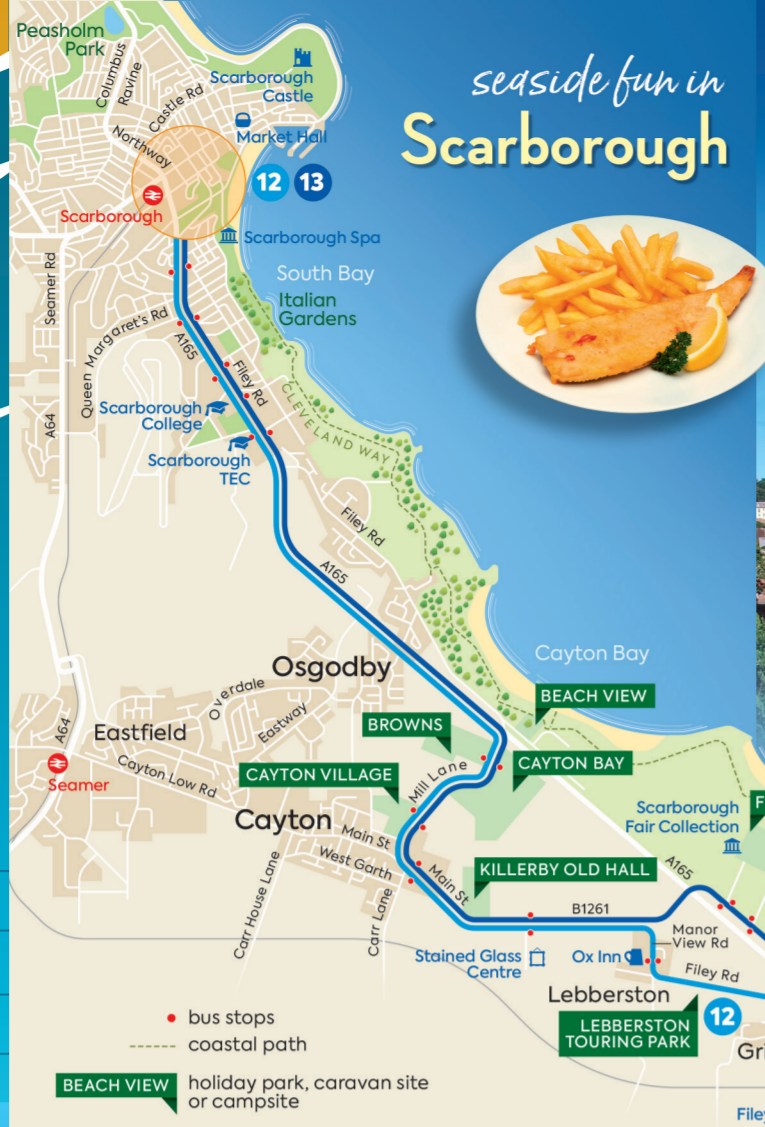 Peasholm
Park
Columbus
Ravine
Castle Rd
Northway
Scarborough
Castle
Market Hall
seaside fun in
Scarborough
12 13
Scarborough
Scarborough Spa
South Bay
Italian
Gardens
Seamer Rd
Queen Margaret's Rd
A165
Filey Rd
A64
Scarborough
College
Scarborough
TEC
CLEVELAND WAY
Filey Rd
A165
Osgodby
Cayton Bay
BEACH VIEW
Overdale
Eastway
BROWNS
A64
Eastfield
CAYTON BAY
Seamer
Cayton Low Rd
CAYTON VILLAGE
Mill Lane
Cayton
Main St
West Garth
Main St
Scarborough
Fair Collection
F
A165
KILLERBY OLD HALL
B1261
Carr House Lane
Carr Lane
Manor
View Rd
Stained Glass
Centre
Ox Inn
Filey Rd
Lebberston
12
LEBBERSTON
TOURING PARK
Gri
bus stops
coastal path
BEACH VIEW
holiday park, caravan site
or campsite
File